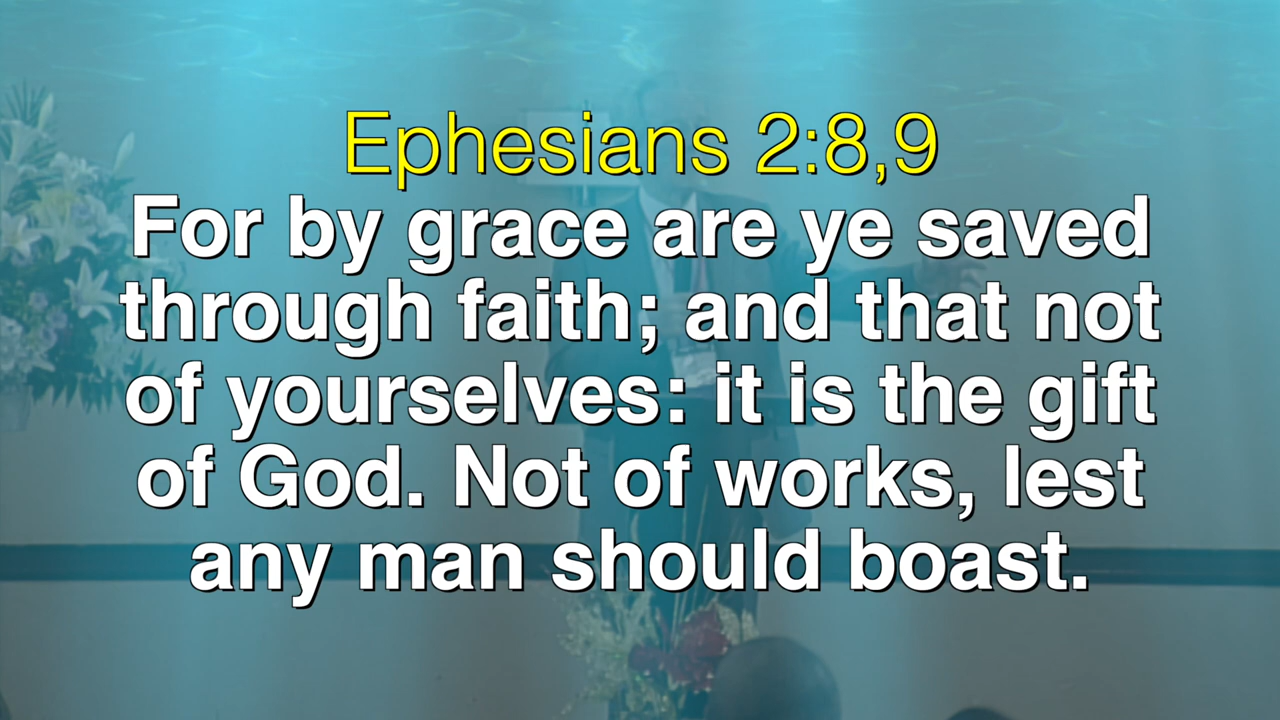 Ephesians 2:8,9
For by grace are ye saved
through faith; and that not
of yourselves: it is the gift
of God. Not of works, lest
any man should boast.